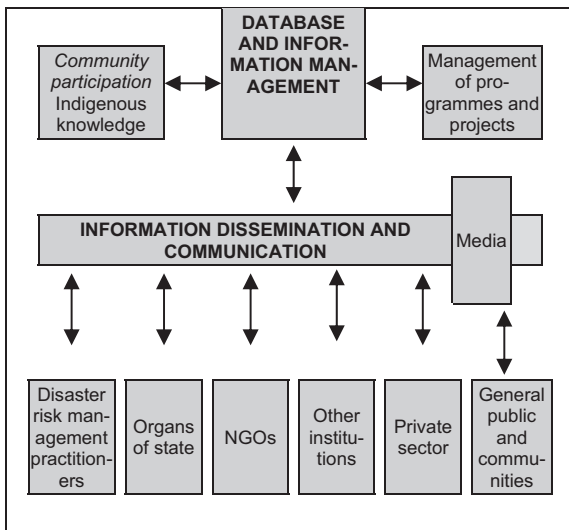 DATABASE
AND INFOR-
MATION MAN-
AGEMENT
Community
participation
Indigenous
knowledge
Management
of pro-
grammes and
projects
INFORMATION DISSEMINATION AND
COMMUNICATION
Media
Disaster
risk man-
agement
practition-
ers
Organs
of state
NGOs
Other
institu-
tions
Private
sector
General
public
and
commu-
nities